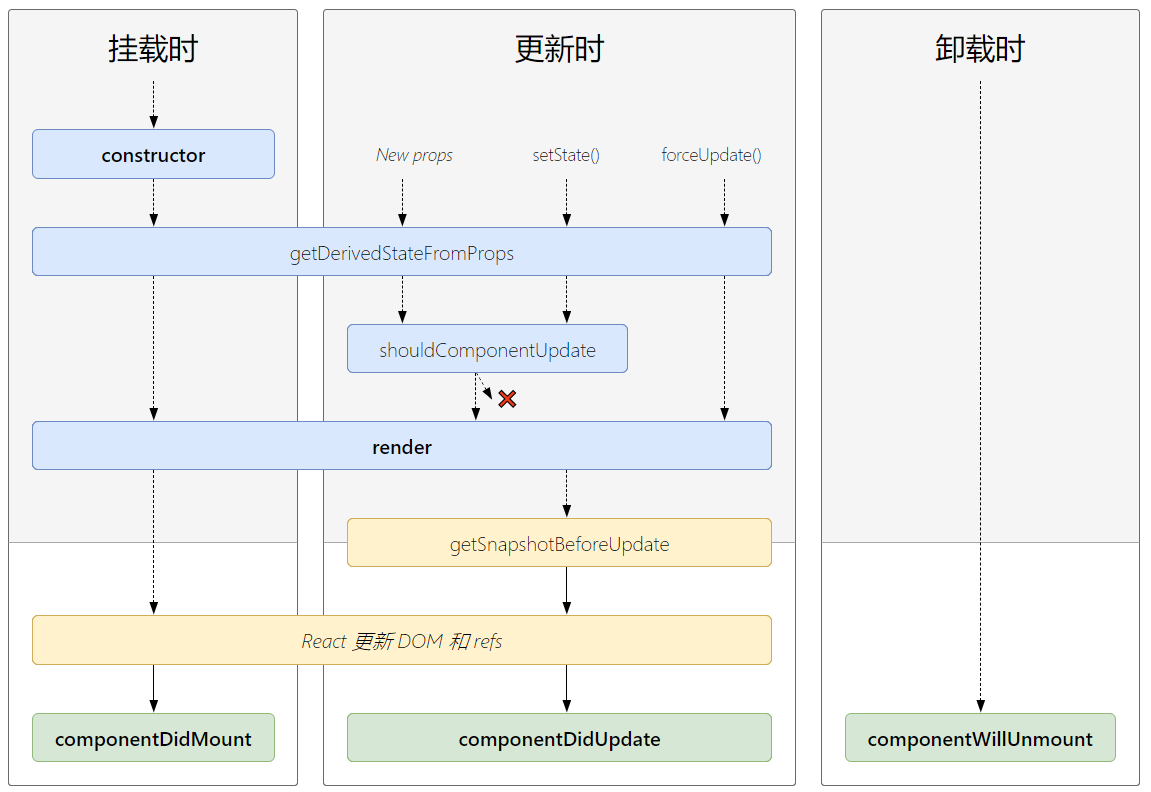 挂载时
更新时
卸载时
constructor
New props
setState()
forceUpdate()
getDerivedStateFromProps
shouldComponentUpdate
render
getSnapshotBeforeUpdate
React 更新 DOM 和 refs
componentDidMount
componentDidUpdate
componentWillUnmount